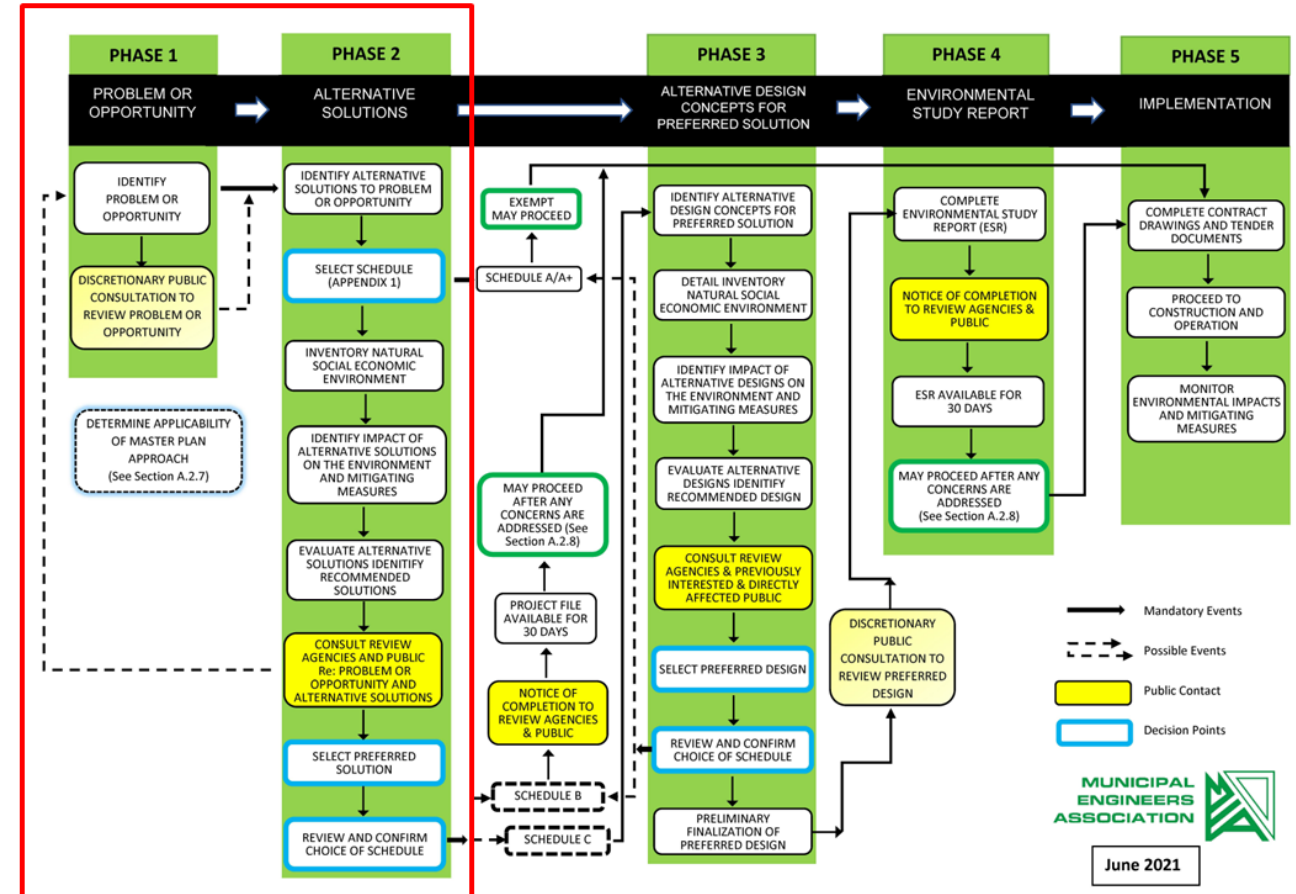 PHASE 1
PROBLEM OR
OPPORTUNITY
IDENTIFY
PROBLEM OR
OPPORTUNITY
DISCRETIONARY PUBLIC
CONSULTATION TO
REVIEW PROBLEM OR
OPPORTUNITY
DETERMINE APPLICABILITY
OF MASTER PLAN
APPROACH
(See Section A.2.7)
PHASE 2
ALTERNATIVE
SOLUTIONS
IDENTIFY ALTERNATIVE
SOLUTIONS TO PROBLEM
OR OPPORTUNITY
SELECT SCHEDULE
(APPENDIX 1)
INVENTORY NATURAL
SOCIAL ECONOMIC
ENVIRONMENT
IDENTIFY IMPACT OF
ALTERNATIVE SOLUTIONS
ON THE ENVIRONMENT
AND MITIGATING
MEASURES
EVALUATE ALTERNATIVE
SOLUTIONS IDENTIFY
RECOMMENDED
SOLUTIONS
CONSULT REVIEW
AGENCIES AND PUBLIC
Re: PROBLEM OR
OPPORTUNITY AND
ALTERNATIVE SOLUTIONS
SELECT PREFERRED
SOLUTION
REVIEW AND CONFIRM
CHOICE OF SCHEDULE
EXEMPT
MAY PROCEED
SCHEDULE A/A+
MAY PROCEED
AFTER ANY
CONCERNS ARE
ADDRESSED (See
Section A.2.8)
PROJECT FILE
AVAILABLE FOR
30 DAYS
NOTICE OF
COMPLETION TO
REVIEW AGENCIES
& PUBLIC
SCHEDULE B
SCHEDULE C
PHASE 3
ALTERNATIVE DESIGN
CONCEPTS FOR
PREFERRED SOLUTION
IDENTIFY ALTERNATIVE
DESIGN CONCEPTS FOR
PREFERRED SOLUTION
DETAIL INVENTORY
NATURAL SOCIAL
ECONOMIC ENVIRONMENT
IDENTIFY IMPACT OF
ALTERNATIVE DESIGNS ON
THE ENVIRONMENT AND
MITIGATING MEASURES
EVALUATE ALTERNATIVE
DESIGNS IDENITIFY
RECOMMENDED DESIGN
CONSULT REVIEW
AGENCIES & PREVIOUSLY
INTERESTED & DIRECTLY
AFFECTED PUBLIC
SELECT PREFERRED DESIGN
REVIEW AND CONFIRM
CHOICE OF SCHEDULE
PRELIMINARY
FINALIZATION OF
PREFERRED DESIGN
DISCRETIONARY
PUBLIC
CONSULTATION TO
REVIEW PREFERRED
DESIGN
PHASE 4
ENVIRONMENTAL
STUDY REPORT
COMPLETE
ENVIRONMENTAL STUDY
REPORT (ESR)
NOTICE OF COMPLETION
TO REVIEW AGENCIES &
PUBLIC
ESR AVAILABLE FOR
30 DAYS
MAY PROCEED AFTER ANY
CONCERNS ARE
ADDRESSED
(See Section A.2.8)
PHASE 5
IMPLEMENTATION
COMPLETE CONTRACT
DRAWINGS AND TENDER
DOCUMENTS
PROCEED TO
CONSTRUCTION AND
OPERATION
MONITOR
ENVIRONMENTAL IMPACTS
AND MITIGATING
MEASURES
Mandatory Events
Possible Events
Public Contact
Decision Points
MUNICIPAL
ENGINEERS
ASSOCIATION
June 2021